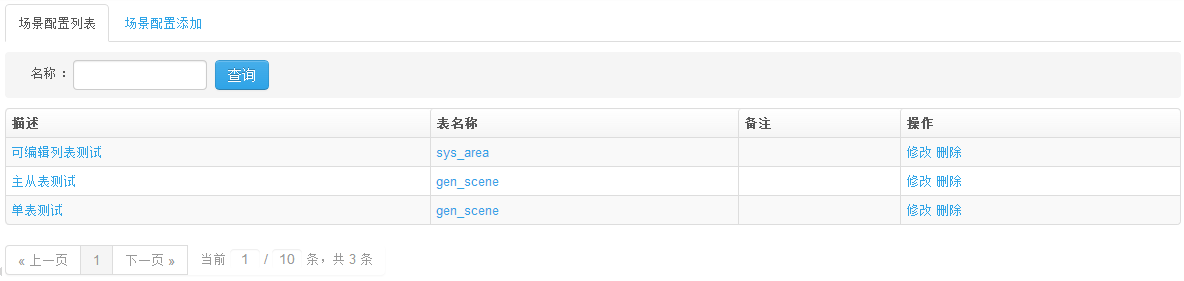 场景配置列表 场景配置添加
名称 : 查询
描述 表名称 备注 操作
可编辑列表测试 sys_area 修改 删除
主从表测试 gen_scene 修改 删除
单表测试 gen_scene 修改 删除
« 上一页 1 下一页 » 当前 1 / 10 条，共 3 条